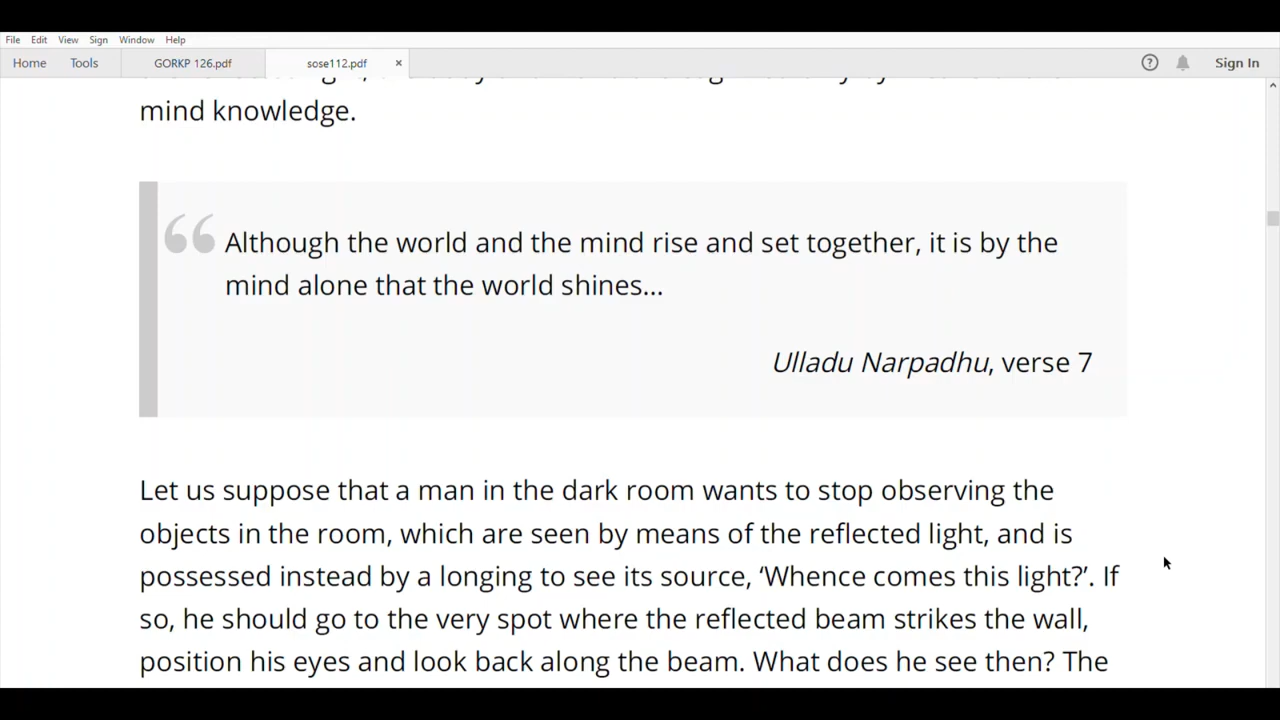 File Edit View Sign Window Help
Home Tools GORKP 126.pdf sose112.pdf × ? Sign In
mind knowledge.
“ Although the world and the mind rise and set together, it is by the
mind alone that the world shines...
Ulladu Narpadhu, verse 7
Let us suppose that a man in the dark room wants to stop observing the
objects in the room, which are seen by means of the reflected light, and is
possessed instead by a longing to see its source, ‘Whence comes this light?’. If
so, he should go to the very spot where the reflected beam strikes the wall,
position his eyes and look back along the beam. What does he see then? The